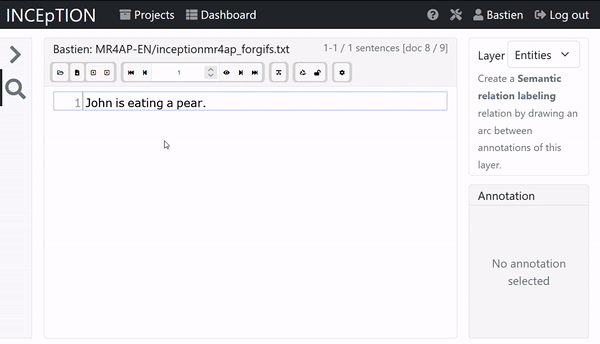 INCEpTION Projects Dashboard Bastien Log out
Bastien: MR4AP-EN/inceptionmr4ap_forgifs.txt 1-1 / 1 sentences [doc 8 / 9]
1
1 John is eating a pear.
Layer Entities
Create a Semantic
relation labeling
relation by drawing an
arc between
annotations of this
layer.
Annotation
No annotation
selected